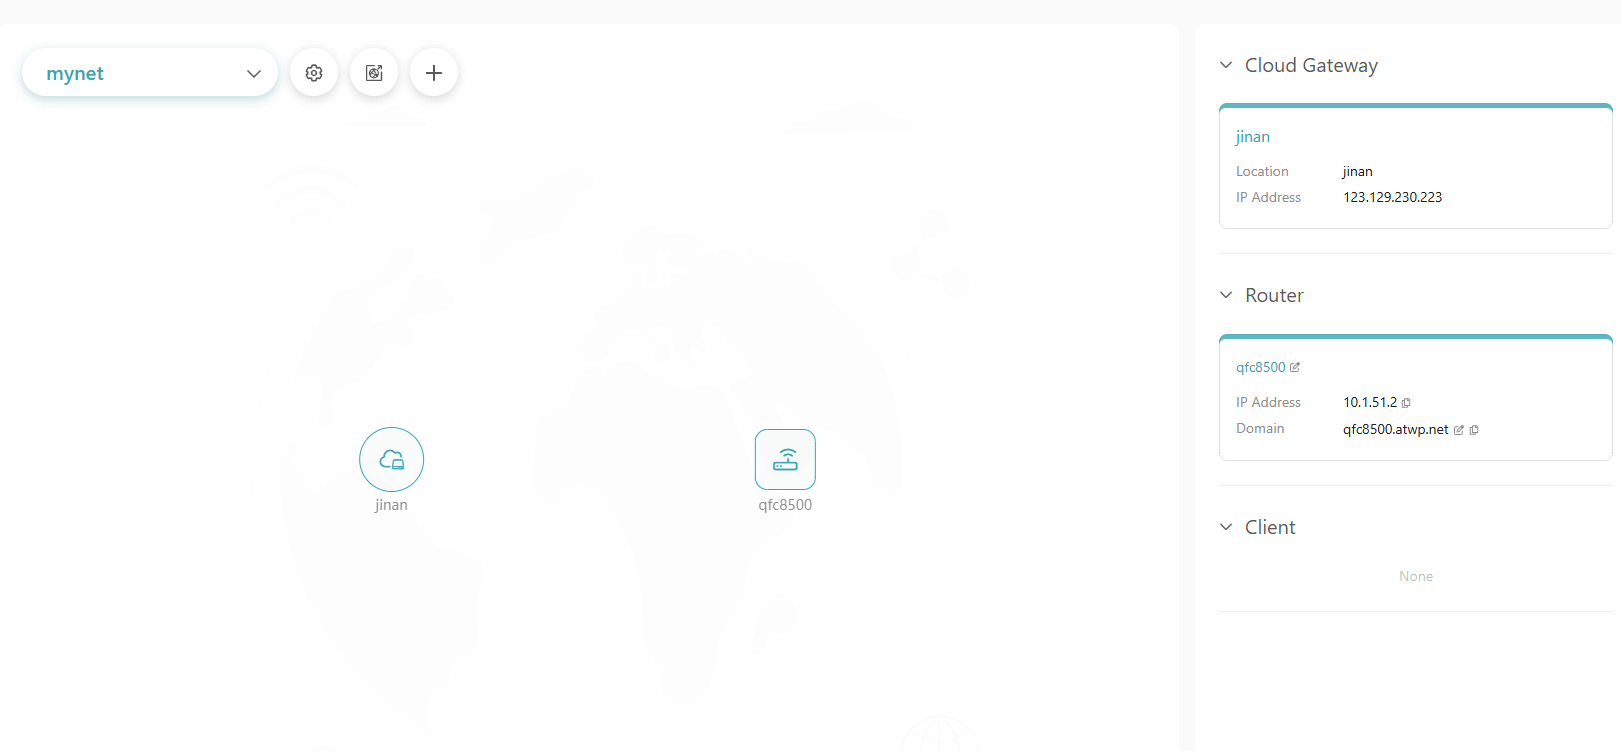 mynet
jinan
qfc8500
Cloud Gateway
jinan
Location jinan
IP Address 123.129.230.223
Router
qfc8500
IP Address 10.1.51.2
Domain qfc8500.atwp.net
Client
None